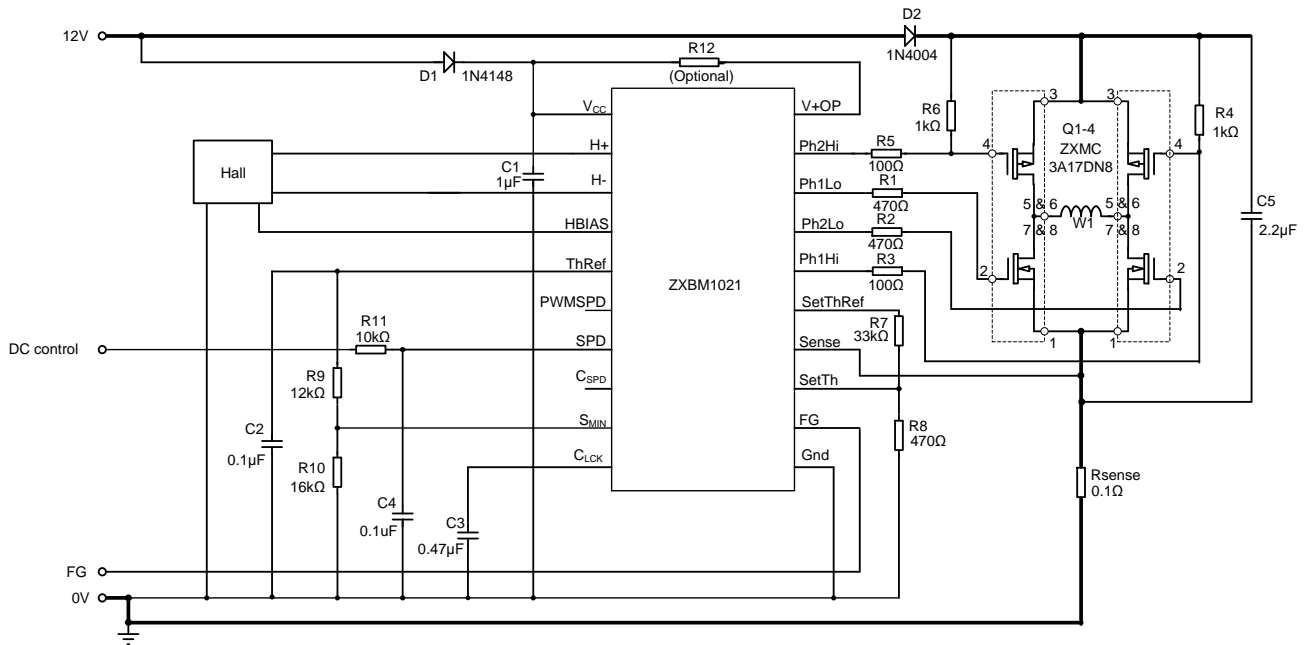 D2
12V
1N4004
R12
D1
1N4148
(Optional)
VCC
V+OP
R6
1kΩ
3
3
R4
1kΩ
Q1-4
ZXMC
3A17DN8
4
4
H+
Ph2Hi
R5
100Ω
Hall
C1
1µF
H-
Ph1Lo
R1
470Ω
5 & 6
7 & 8
W1
5 & 6
7 & 8
C5
2.2µF
HBIAS
Ph2Lo
R2
470Ω
ThRef
Ph1Hi
R3
100Ω
2
2
ZXBM1021
PWMSPD
SetThRef
R7
33kΩ
R11
10kΩ
DC control
SPD
Sense
1
1
R9
12kΩ
CSPD
SetTh
C2
0.1µF
SMIN
FG
R8
470Ω
R10
16kΩ
CLCK
Gnd
Rsense
0.1Ω
C4
0.1uF
C3
0.47µF
FG
0V